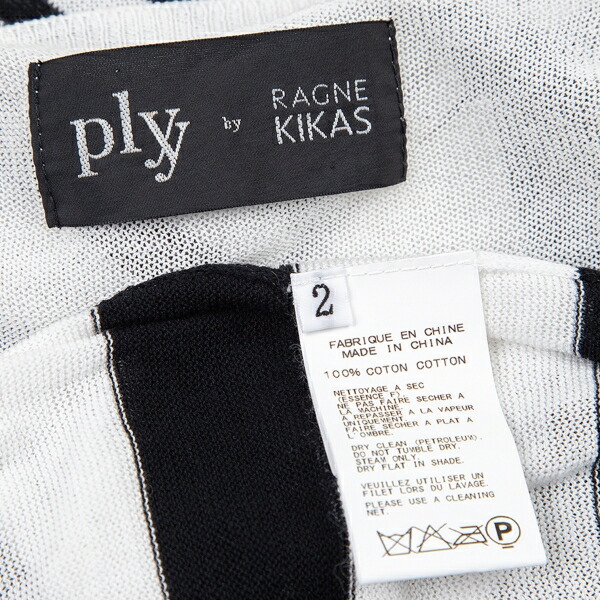 plyy by RAGNE
KIKAS
2
FABRIQUE EN CHINE
MADE IN CHINA
100% COTON COTTON
NETTOYAGE A SEC
(ESSENCE F).
NE PAS FAIRE SECHER A
LA MACHINE.
A REPASSER A LA VAPEUR
UNIQUEMENT
FAIRE SECHER A PLAT A
L'OMBRE.
DRY CLEAN (PETROLEUM).
DO NOT TUMBLE DRY.
STEAM ONLY.
DRY FLAT IN SHADE.
VEUILLEZ UTILISER UN
FILET LORS DU LAVAGE.
PLEASE USE A CLEANING
NET.
P